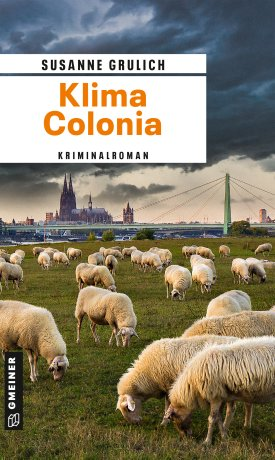 SUSANNE GRULICH
Klima
Colonia
KRIMINALROMAN
GMEINER